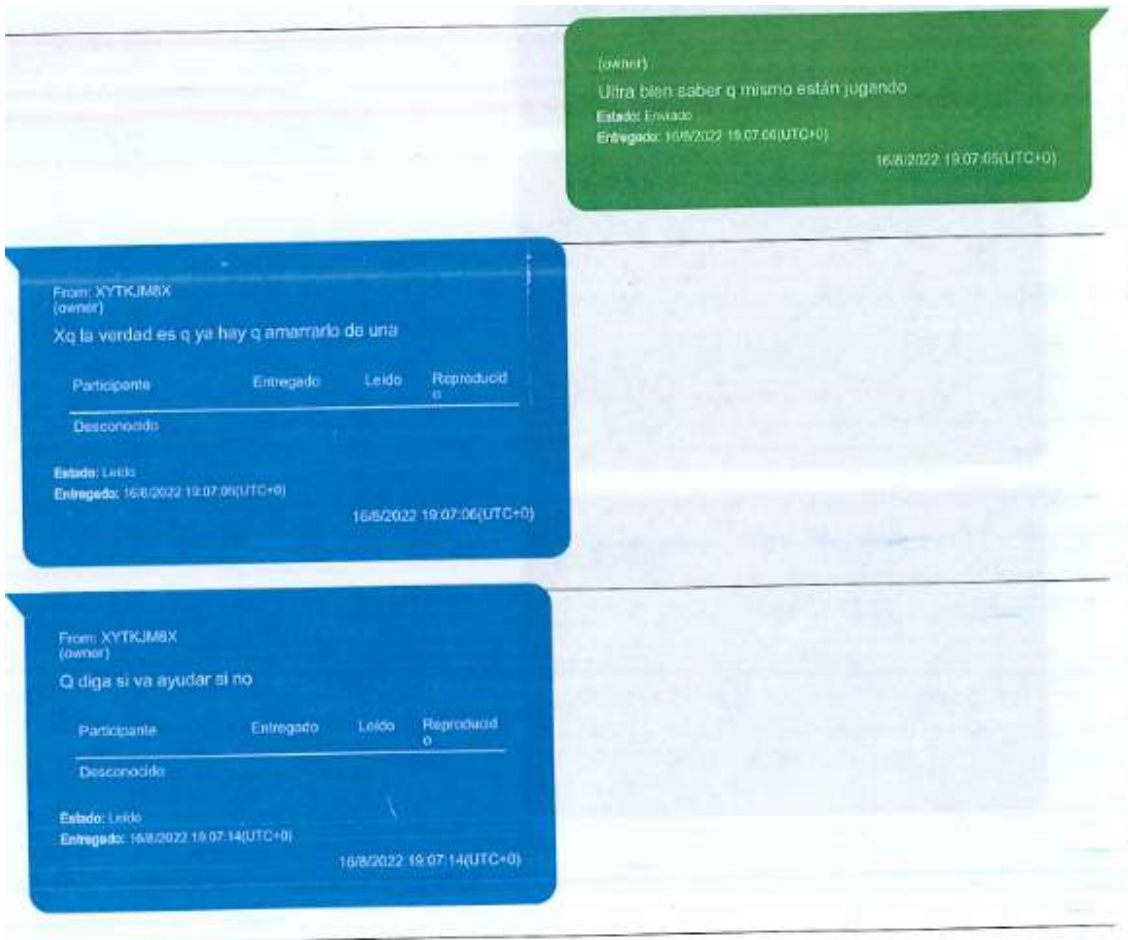 (owner)
Ultra bien saber q mismo están jugando
Estado: Enviado
Entregado: 16/8/2022 19:07:06(UTC+0)
16/8/2022 19:07:05(UTC+0)
From: XYTKJM8X
(owner)
Xq la verdad es q ya hay q amarrarlo de una
Participante Entregado Leído Reproducid
o
Desconocido
Estado: Leído
Entregado: 16/8/2022 19:07:06(UTC+0)
16/8/2022 19:07:06(UTC+0)
From: XYTKJM8X
(owner)
Q diga si va ayudar si no
Participante Entregado Leído Reproducid
o
Desconocido
Estado: Leído
Entregado: 16/8/2022 19:07:14(UTC+0)
16/8/2022 19:07:14(UTC+0)